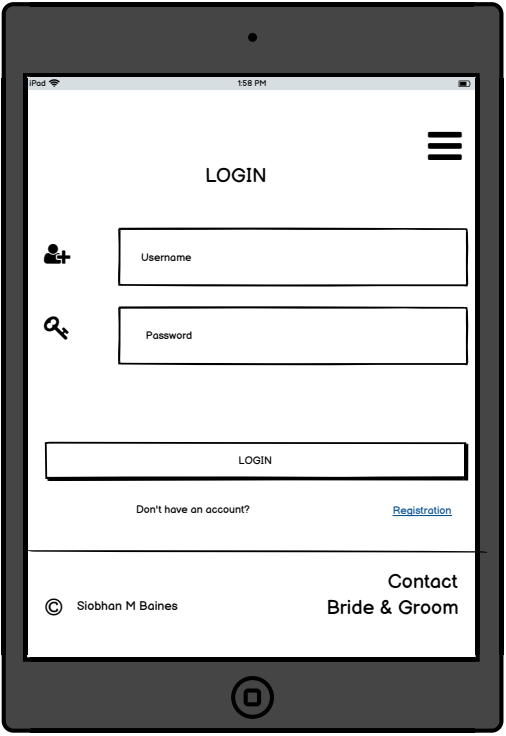 iPad 1:58 PM
LOGIN
Username
Password
LOGIN
Don't have an account? Registration
Contact
© Siobhan M Baines Bride & Groom